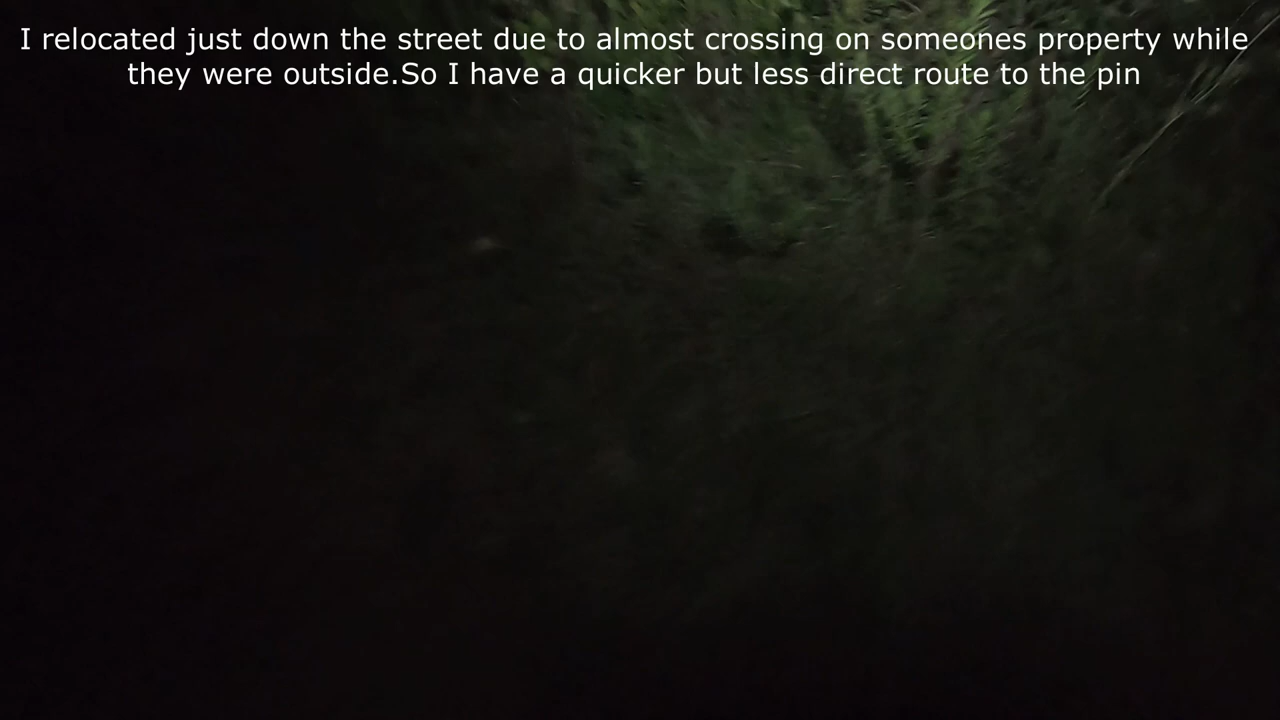 I relocated just down the street due to almost crossing on someones property while
they were outside.So I have a quicker but less direct route to the pin